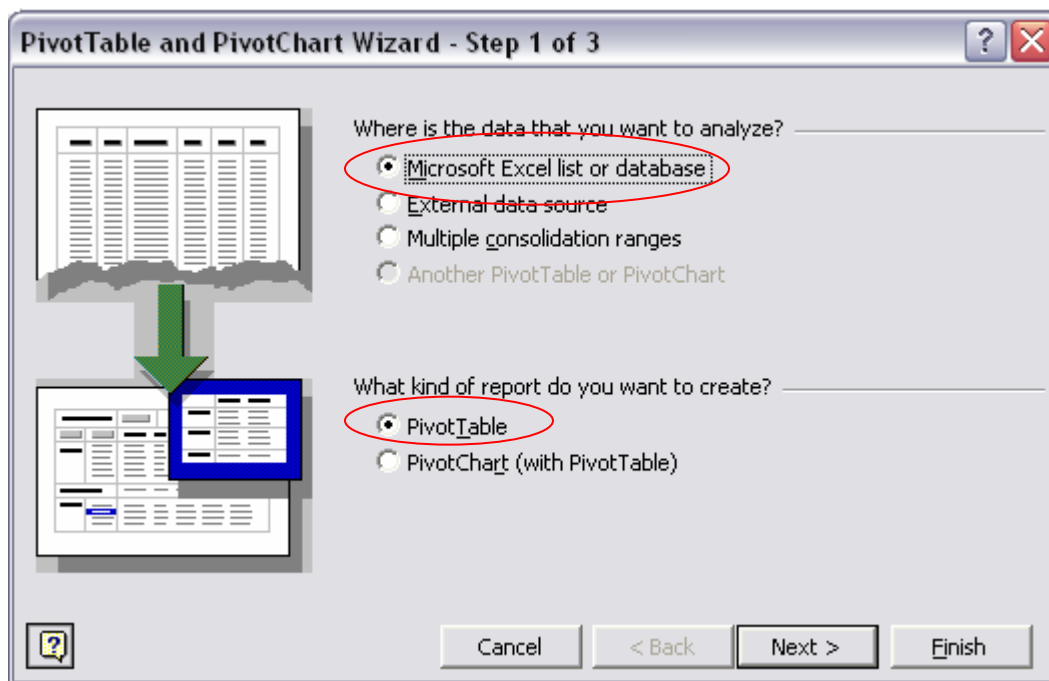 PivotTable and PivotChart Wizard - Step 1 of 3
?
Where is the data that you want to analyze?
Microsoft Excel list or database
External data source
Multiple consolidation ranges
Another PivotTable or PivotChart
What kind of report do you want to create?
PivotTable
PivotChart (with PivotTable)
?
Cancel
< Back
Next >
Finish